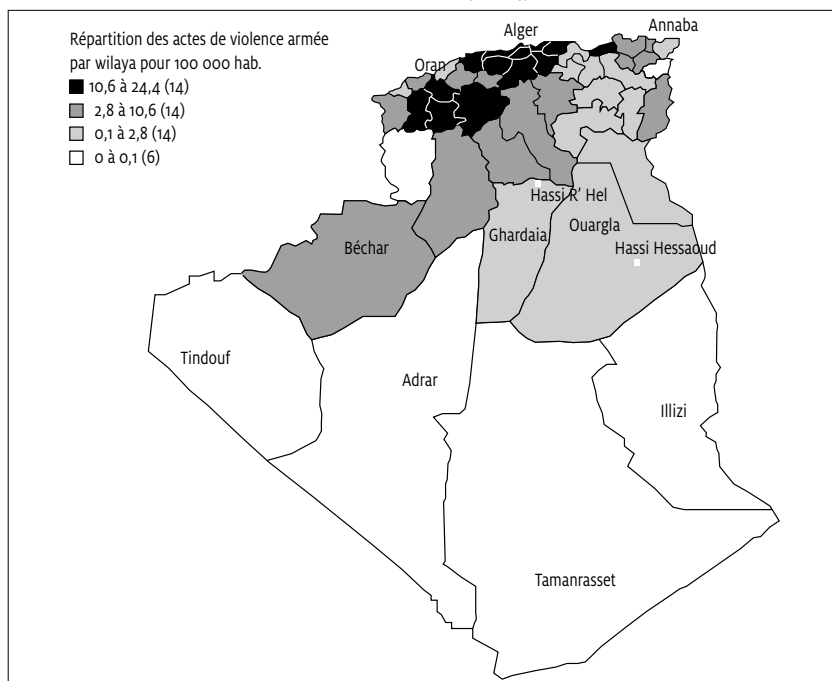 Alger
Annaba
Répartition des actes de violence armée
par wilaya pour 100 000 hab.
Oran
10,6 à 24,4 (14)
2,8 à 10,6 (14)
0,1 à 2,8 (14)
0 à 0,1 (6)
Hassi R' Hel
Ouargla
Ghardaia
Béchar
Hassi Hessaoud
Tindouf
Adrar
Illizi
Tamanrasset